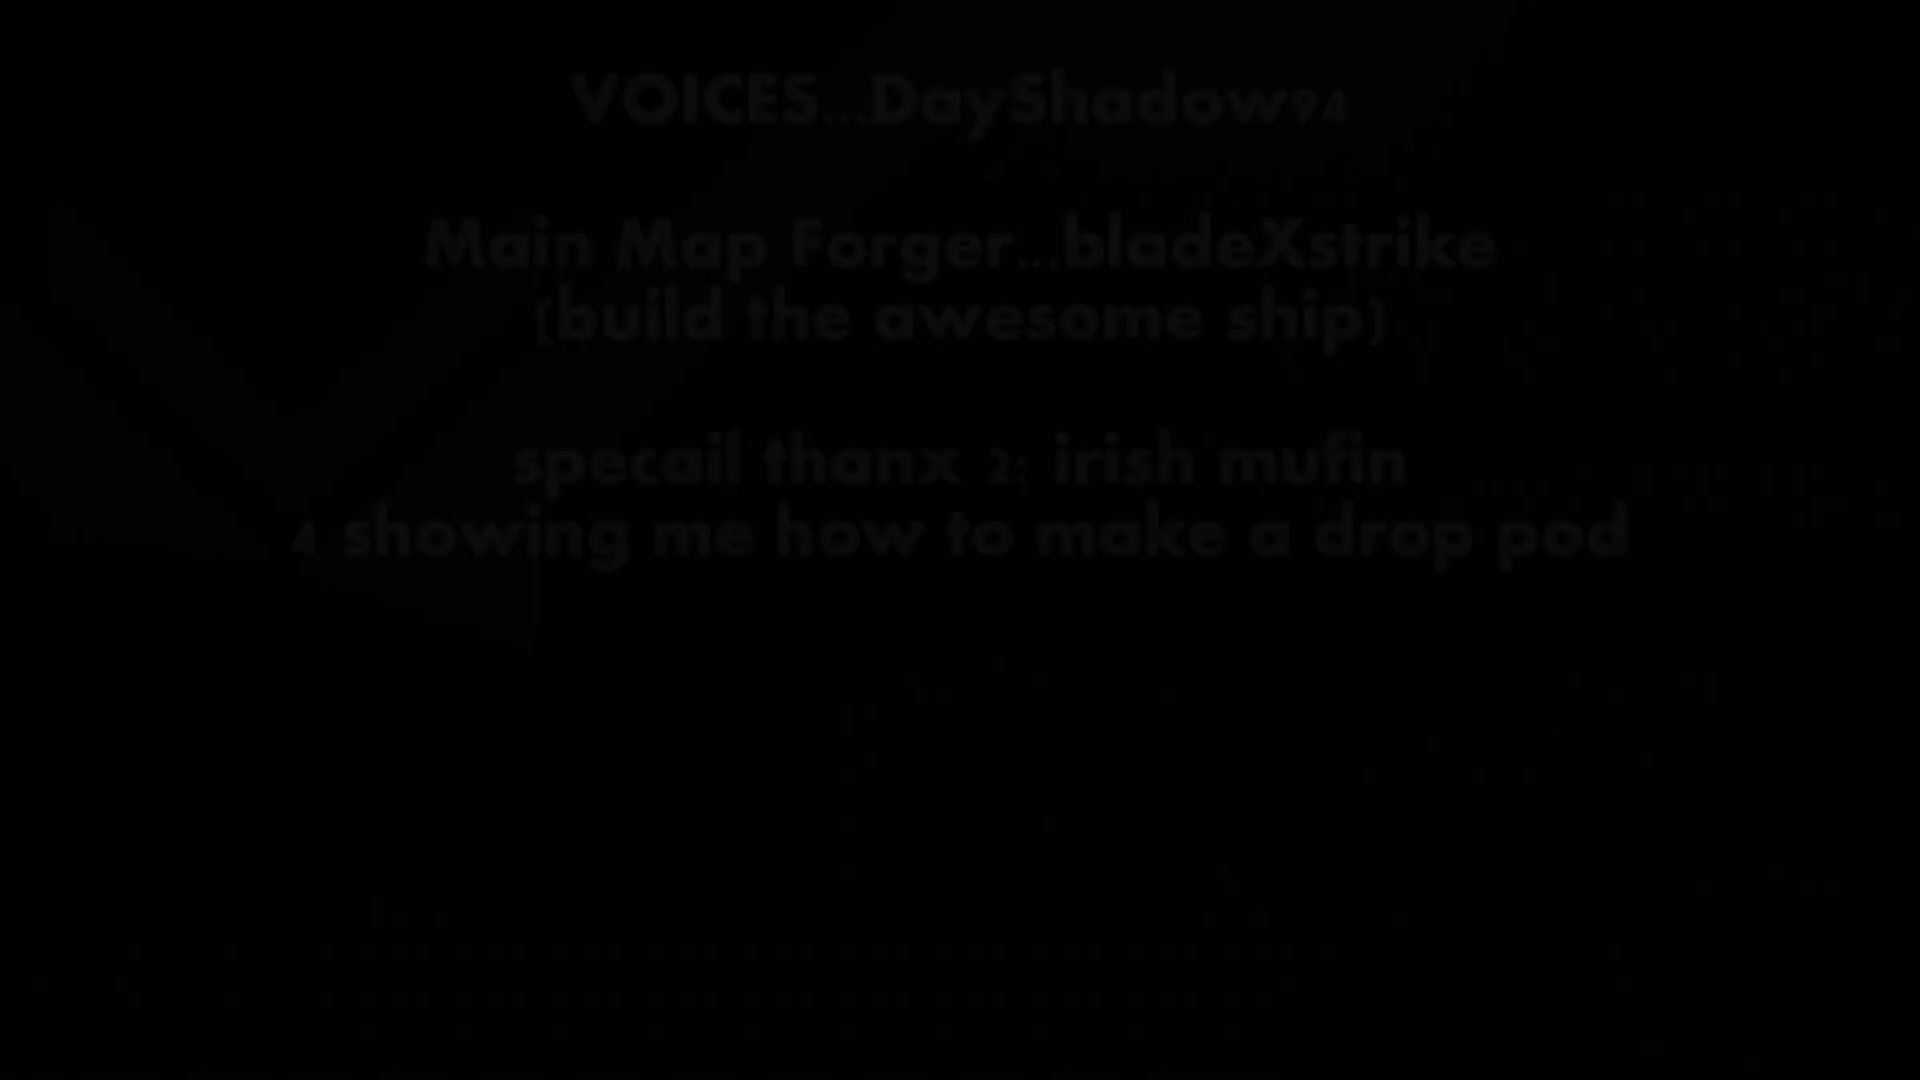 VOICES...DayShadow94
Main Map Forger...bladeXstrike
(build the awesome ship)
specail thanx 2: irish mufin
4 showing me how to make a drop pod